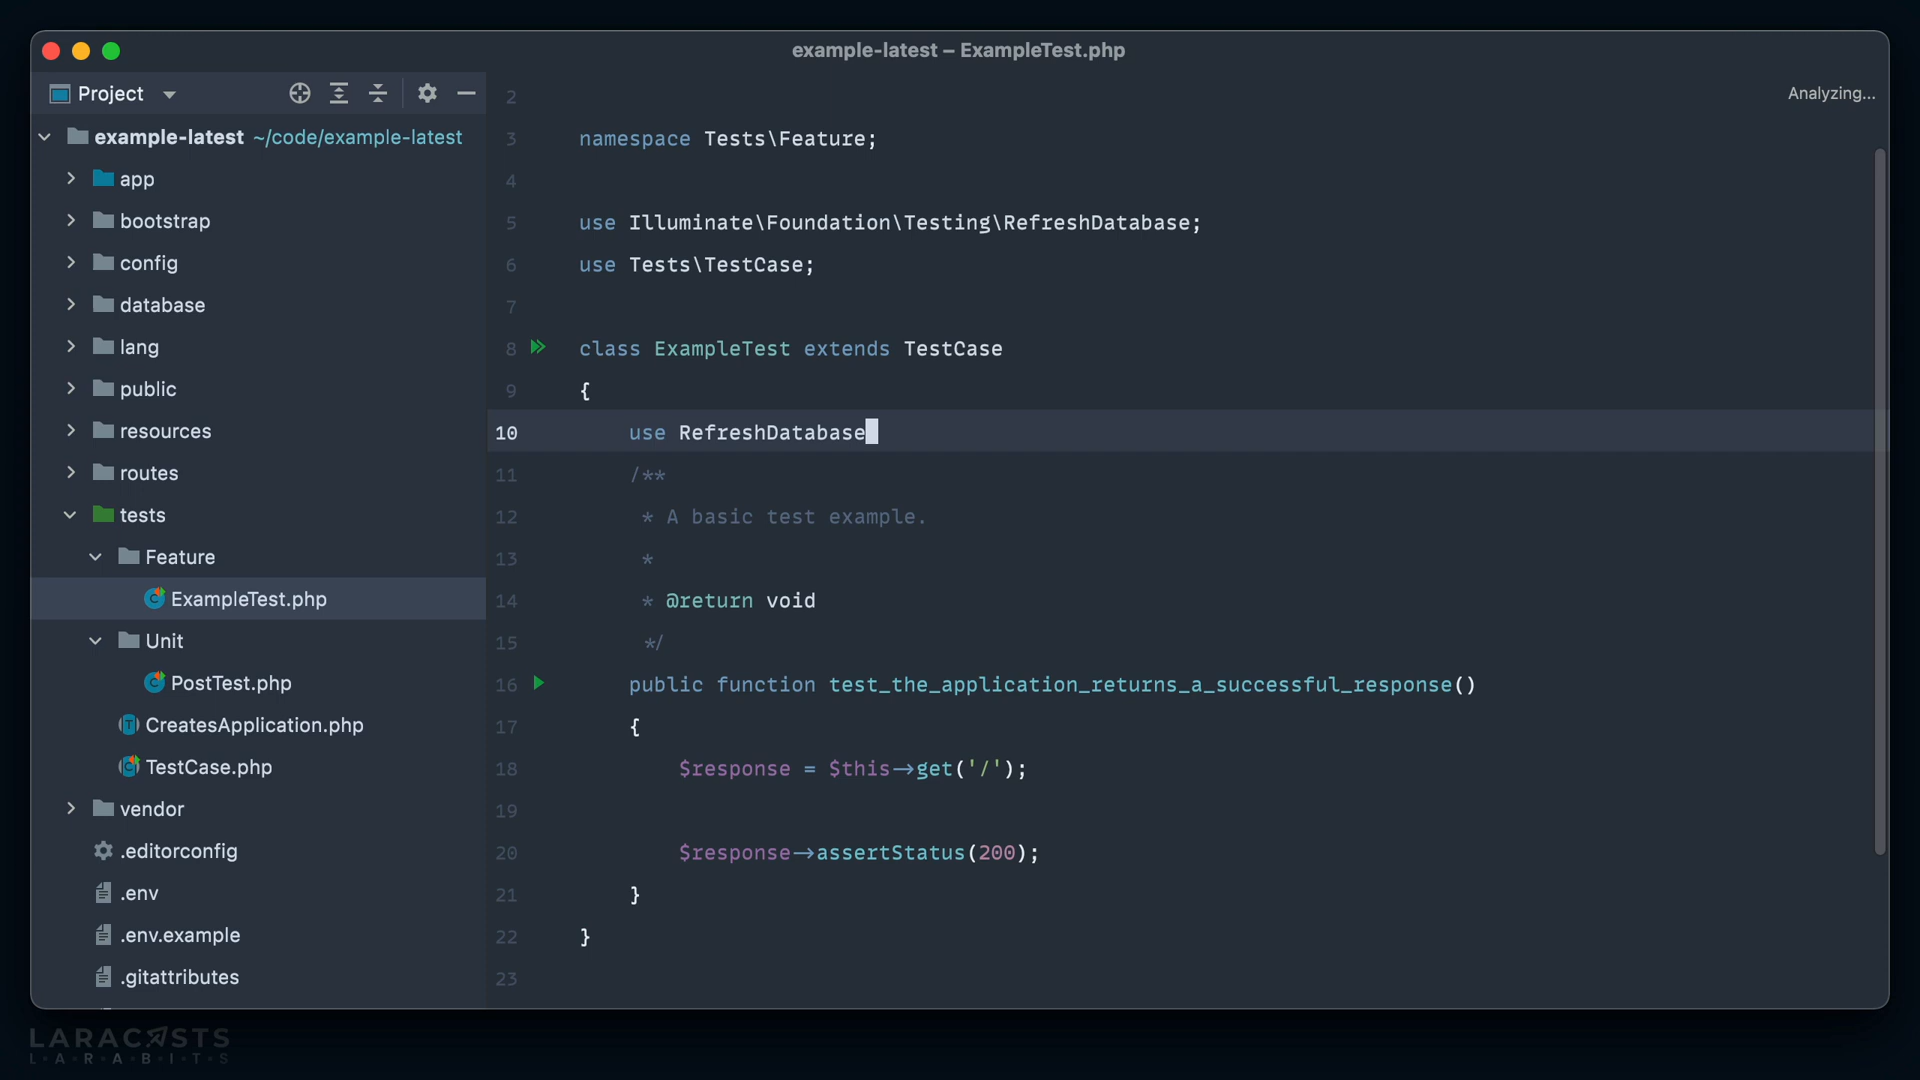 example-latest – ExampleTest.php
Project
Analyzing...
example-latest ~/code/example-latest
app
bootstrap
config
database
lang
public
resources
routes
tests
Feature
ExampleTest.php
Unit
PostTest.php
CreatesApplication.php
TestCase.php
vendor
.editorconfig
.env
.env.example
.gitattributes
2
3 namespace Tests\Feature;
4
5 use Illuminate\Foundation\Testing\RefreshDatabase;
6 use Tests\TestCase;
7
8 class ExampleTest extends TestCase
9 {
10 use RefreshDatabase
11 /**
12 * A basic test example.
13 *
14 * @return void
15 */
16 public function test_the_application_returns_a_successful_response()
17 {
18 $response = $this->get('/');
19
20 $response->assertStatus(200);
21 }
22 }
23
LARACASTS
L·A·R·A·B·I·T·S